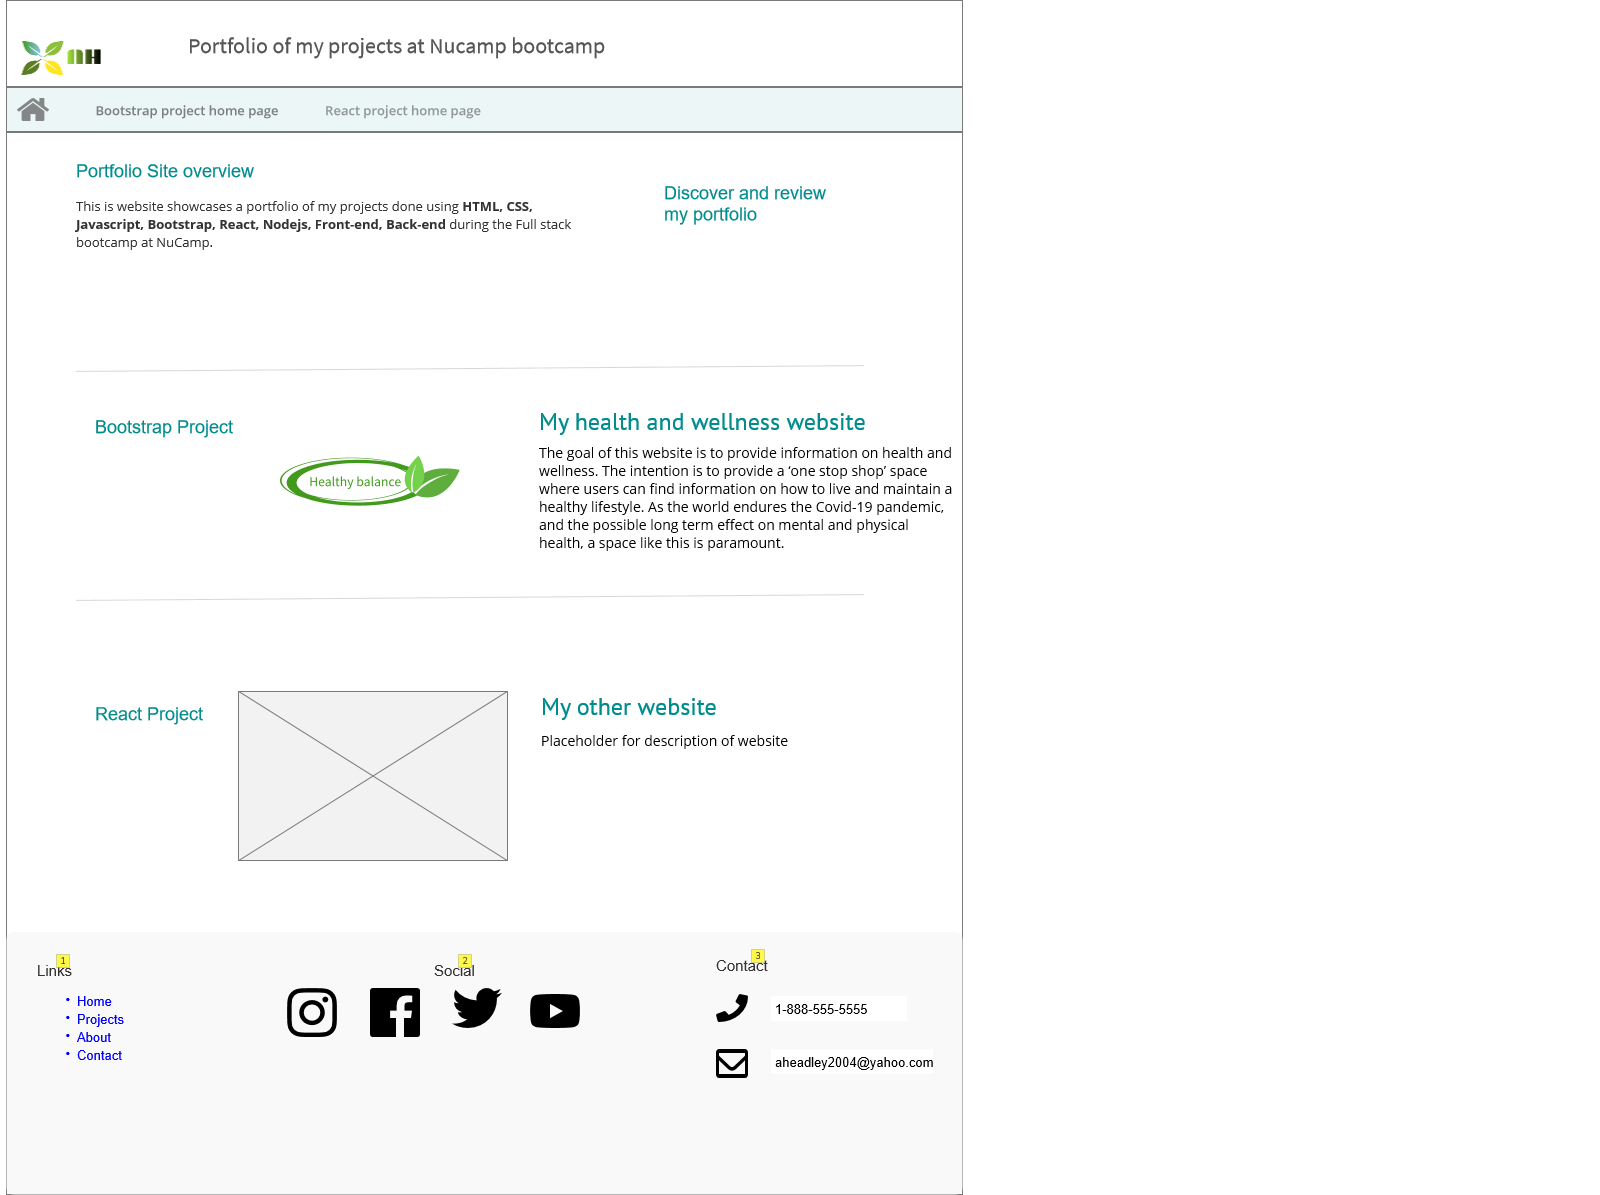 NH
Portfolio of my projects at Nucamp bootcamp
Bootstrap project home page
React project home page
Portfolio Site overview
This is website showcases a portfolio of my projects done using HTML, CSS,
Javascript, Bootstrap, React, Nodejs, Front-end, Back-end during the Full stack
bootcamp at NuCamp.
Discover and review
my portfolio
Bootstrap Project
Healthy balance
My health and wellness website
The goal of this website is to provide information on health and
wellness. The intention is to provide a ‘one stop shop’ space
where users can find information on how to live and maintain a
healthy lifestyle. As the world endures the Covid-19 pandemic,
and the possible long term effect on mental and physical
health, a space like this is paramount.
React Project
My other website
Placeholder for description of website
1
Links
• Home
• Projects
• About
• Contact
2
Social
3
Contact
1-888-555-5555
aheadley2004@yahoo.com